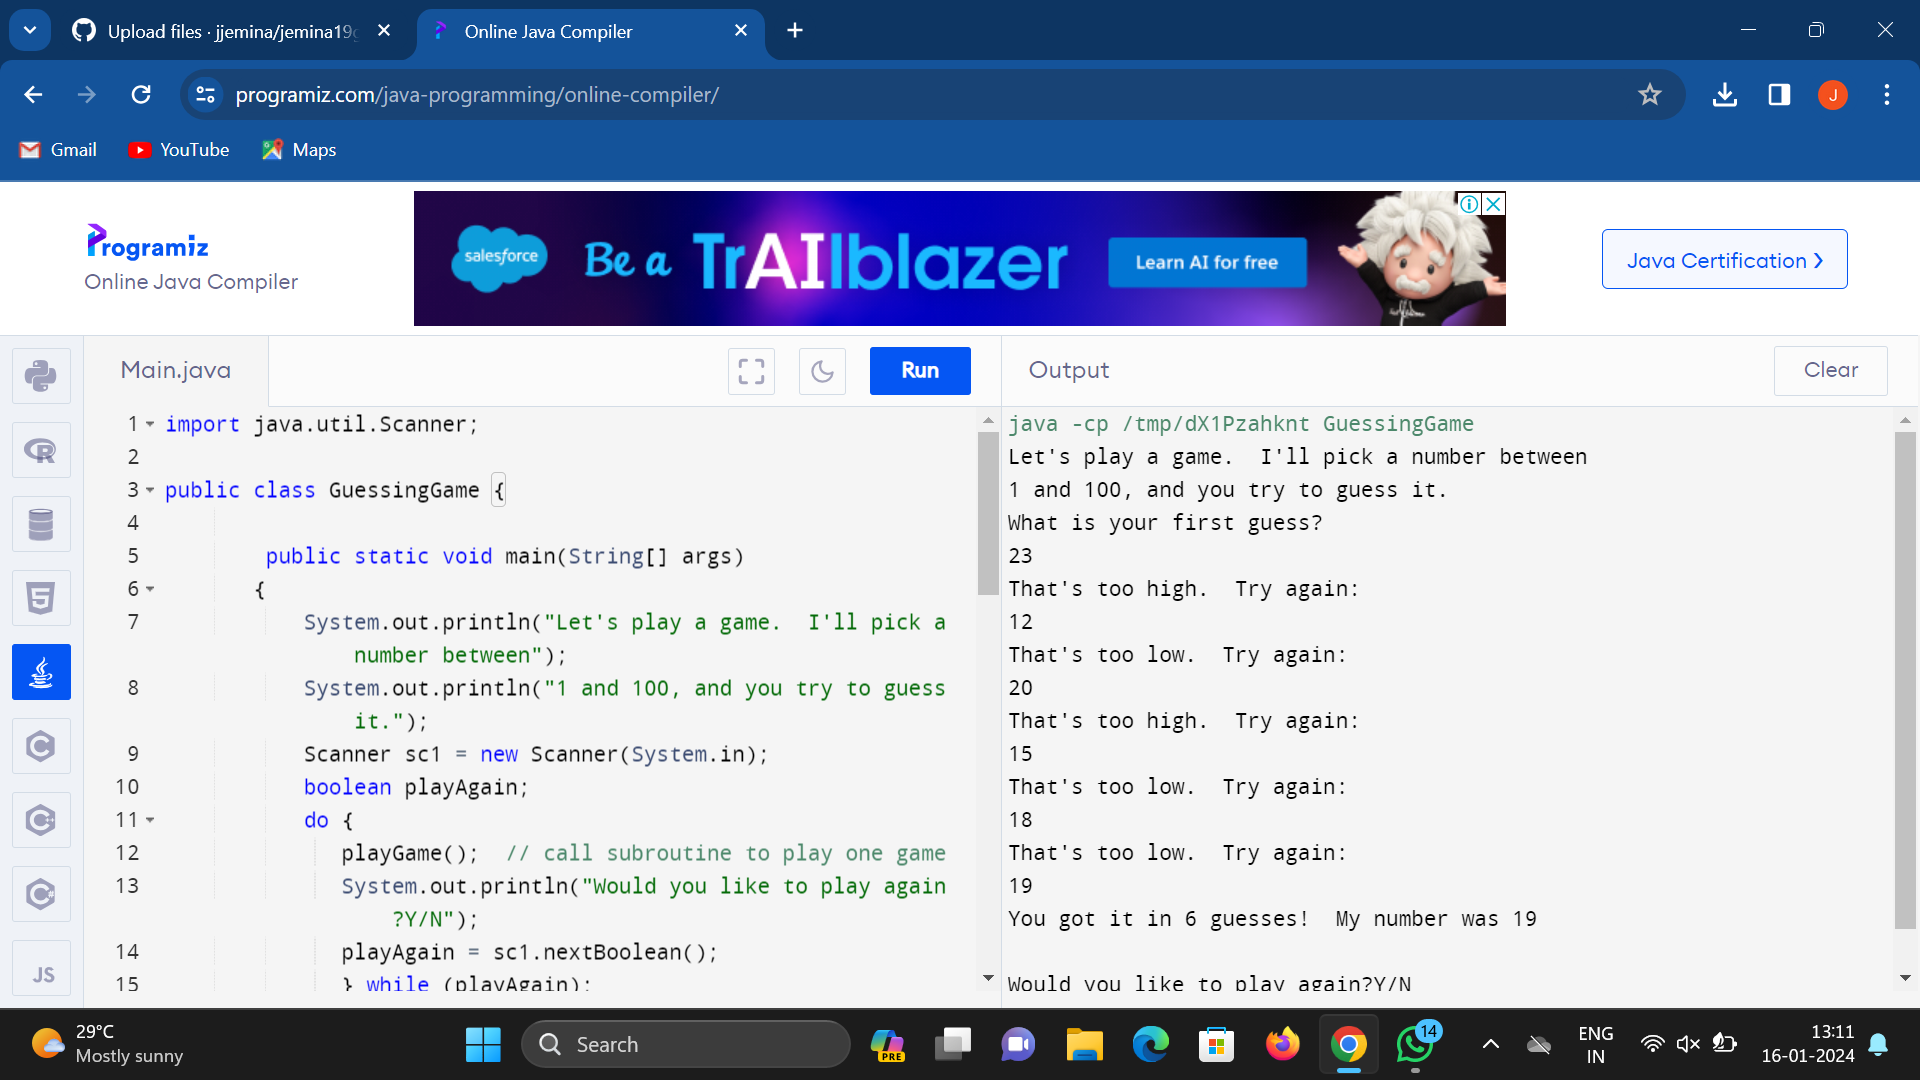 Upload files · jjemina/jemina19
Online Java Compiler
programiz.com/java-programming/online-compiler/
J
Gmail
YouTube
Maps
Programiz
Online Java Compiler
salesforce
Be a TrAIlblazer
Learn AI for free
Java Certification ›
Main.java
Run
Output
Clear
1 import java.util.Scanner;
2
3 public class GuessingGame {
4
5 public static void main(String[] args)
6 {
7 System.out.println("Let's play a game.  I'll pick a
number between");
8 System.out.println("1 and 100, and you try to guess
it.");
9 Scanner sc1 = new Scanner(System.in);
10 boolean playAgain;
11 do {
12 playGame();  // call subroutine to play one game
13 System.out.println("Would you like to play again
?Y/N");
14 playAgain = sc1.nextBoolean();
15 } while (playAgain);
java -cp /tmp/dX1Pzahknt GuessingGame
Let's play a game.  I'll pick a number between
1 and 100, and you try to guess it.
What is your first guess?
23
That's too high.  Try again:
12
That's too low.  Try again:
20
That's too high.  Try again:
15
That's too low.  Try again:
18
That's too low.  Try again:
19
You got it in 6 guesses!  My number was 19
Would you like to play again?Y/N
R
C
C
C
JS
29°C
Mostly sunny
Search
PRE
14
ENG
IN
13:11
16-01-2024